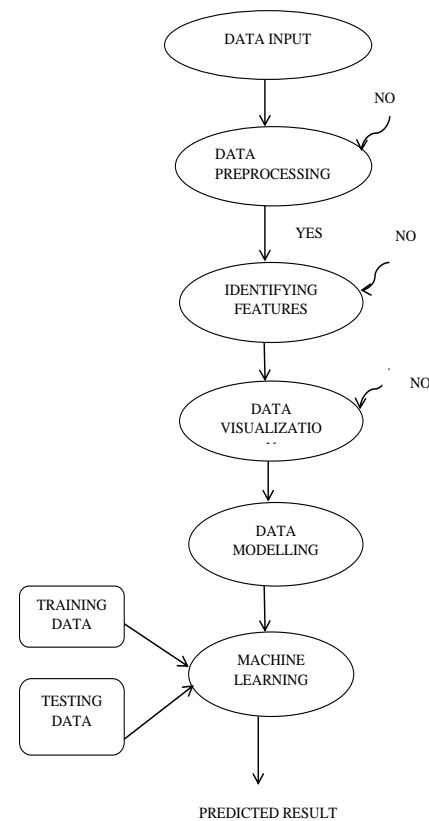 DATA INPUT
NO
DATA
PREPROCESSING
YES
NO
IDENTIFYING
FEATURES
NO
DATA
VISUALIZATIO
DATA
MODELLING
TRAINING
DATA
MACHINE
LEARNING
TESTING
DATA
PREDICTED RESULT